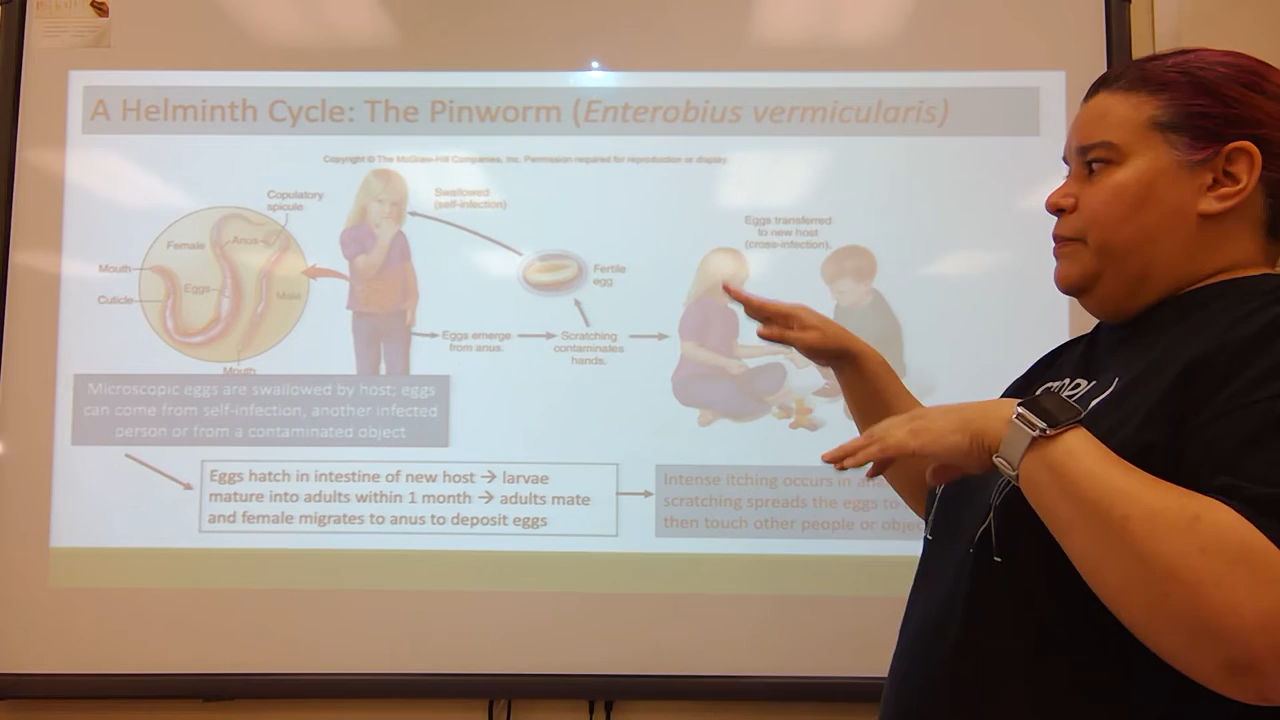 A Helminth Cycle: The Pinworm (Enterobius vermicularis)
Copyright © The McGraw-Hill Companies, Inc. Permission required for reproduction or display.
Copulatory
spicule
Female
Anus
Mouth
Eggs
Cuticle
Male
Mouth
Swallowed
(self-infection)
Fertile
egg
Eggs emerge
from anus.
Scratching
contaminates
hands.
Eggs transferred
to new host
(cross-infection).
Microscopic eggs are swallowed by host; eggs
can come from self-infection, another infected
person or from a contaminated object
Eggs hatch in intestine of new host → larvae
mature into adults within 1 month → adults mate
and female migrates to anus to deposit eggs
Intense itching occurs in
scratching spreads the eggs to
then touch other people or